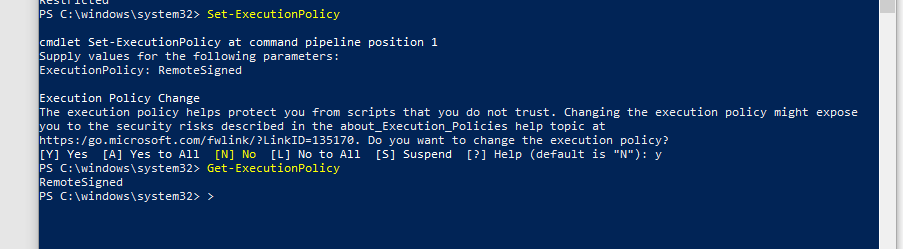 Restricted
PS C:\windows\system32> Set-ExecutionPolicy
cmdlet Set-ExecutionPolicy at command pipeline position 1
Supply values for the following parameters:
ExecutionPolicy: RemoteSigned
Execution Policy Change
The execution policy helps protect you from scripts that you do not trust. Changing the execution policy might expose
you to the security risks described in the about_Execution_Policies help topic at
https:/go.microsoft.com/fwlink/?LinkID=135170. Do you want to change the execution policy?
[Y] Yes  [A] Yes to All  [N] No  [L] No to All  [S] Suspend  [?] Help (default is "N"): y
PS C:\windows\system32> Get-ExecutionPolicy
RemoteSigned
PS C:\windows\system32> >